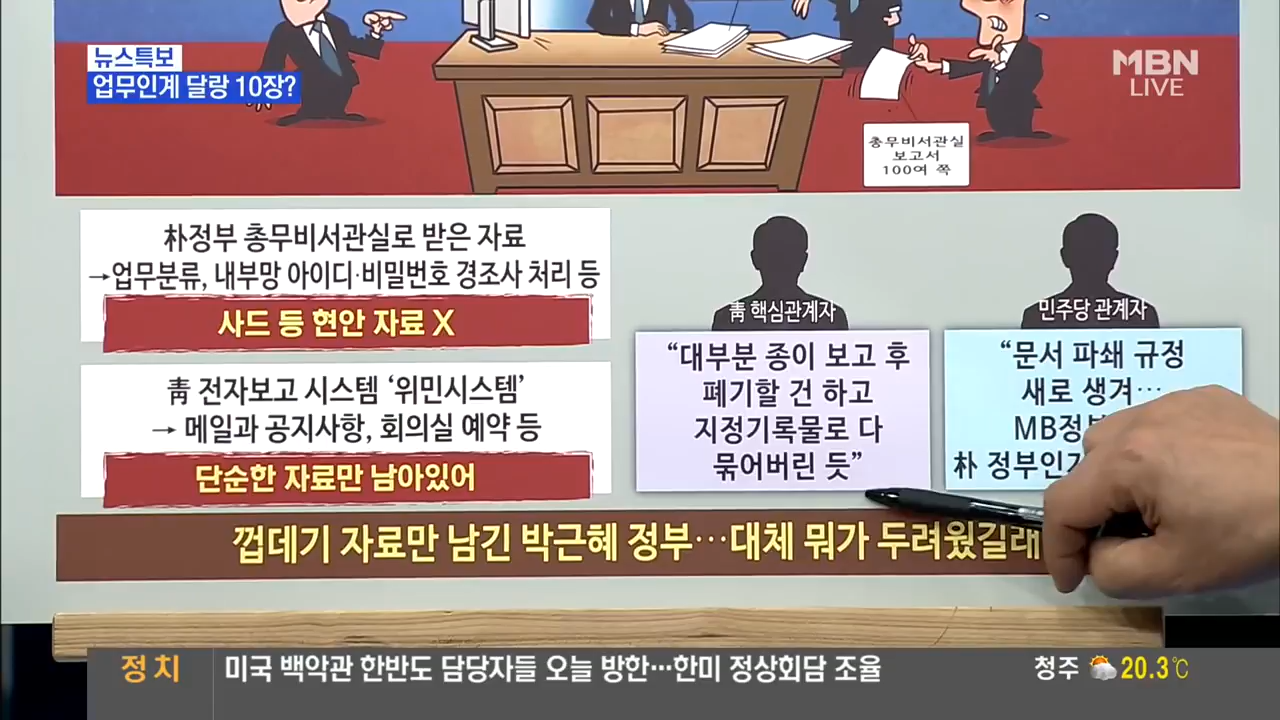 뉴스특보
업무인계 달랑 10장?
MBN
LIVE
총무비서관실
보고서
100여 쪽
朴정부 총무비서관실로 받은 자료
→업무분류, 내부망 아이디·비밀번호 경조사 처리 등
사드 등 현안 자료 X
靑 전자보고 시스템 ‘위민시스템’
→ 메일과 공지사항, 회의실 예약 등
단순한 자료만 남아있어
靑 핵심관계자
“대부분 종이 보고 후
폐기할 건 하고
지정기록물로 다
묶어버린 듯”
민주당 관계자
“문서 파쇄 규정
새로 생겨…
MB정부
朴 정부인
껍데기 자료만 남긴 박근혜 정부…대체 뭐가 두려웠길래
정치
미국 백악관 한반도 담당자들 오늘 방한…한미 정상회담 조율
청주 20.3℃